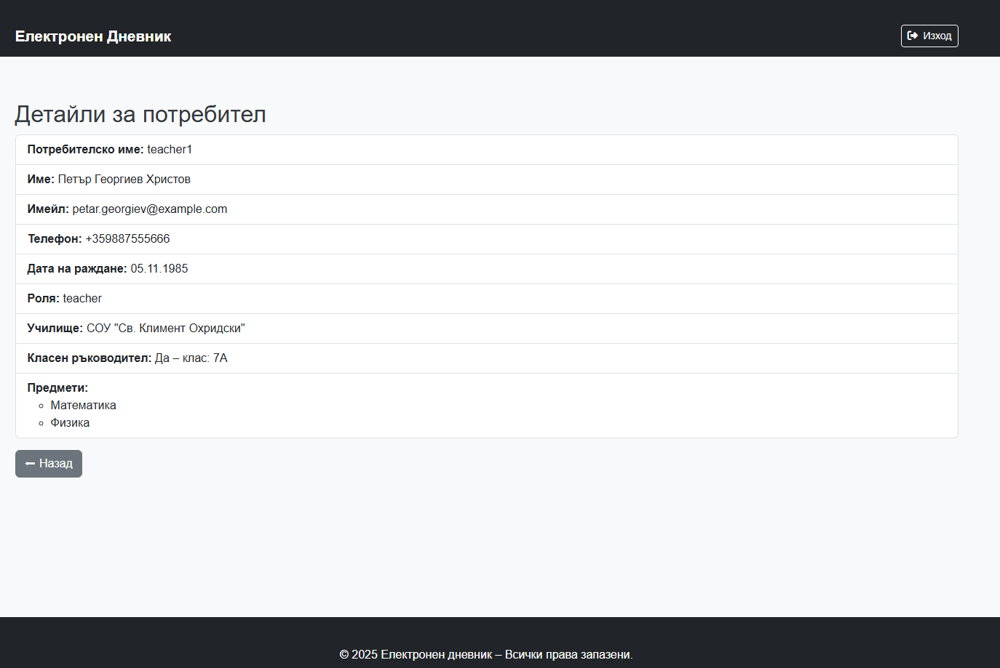 Електронен Дневник
Изход
Детайли за потребител
Потребителско име: teacher1
Име: Петър Георгиев Христов
Имейл: petar.georgiev@example.com
Телефон: +359887555666
Дата на раждане: 05.11.1985
Роля: teacher
Училище: СОУ "Св. Климент Охридски"
Класен ръководител: Да – клас: 7А
Предмети:
Математика
Физика
Назад
© 2025 Електронен дневник – Всички права запазени.